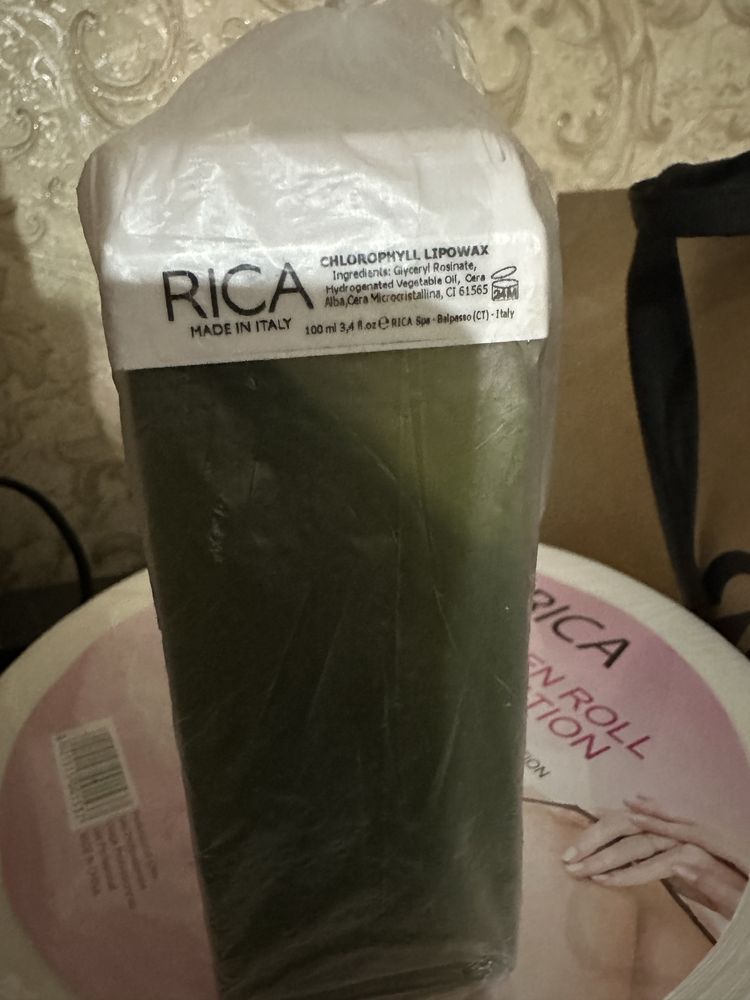 RICA
MADE IN ITALY
CHLOROPHYLL LIPOWAX
Ingredients: Glyceryl Rosinate,
Hydrogenated Vegetable Oil, Cera
Alba,Cera Microcristallina, CI 61565
24M
100 ml 3,4 fl.oz ℮ RICA Spa - Belpasso (CT) - Italy
RICA
EN ROLL
TION
ION